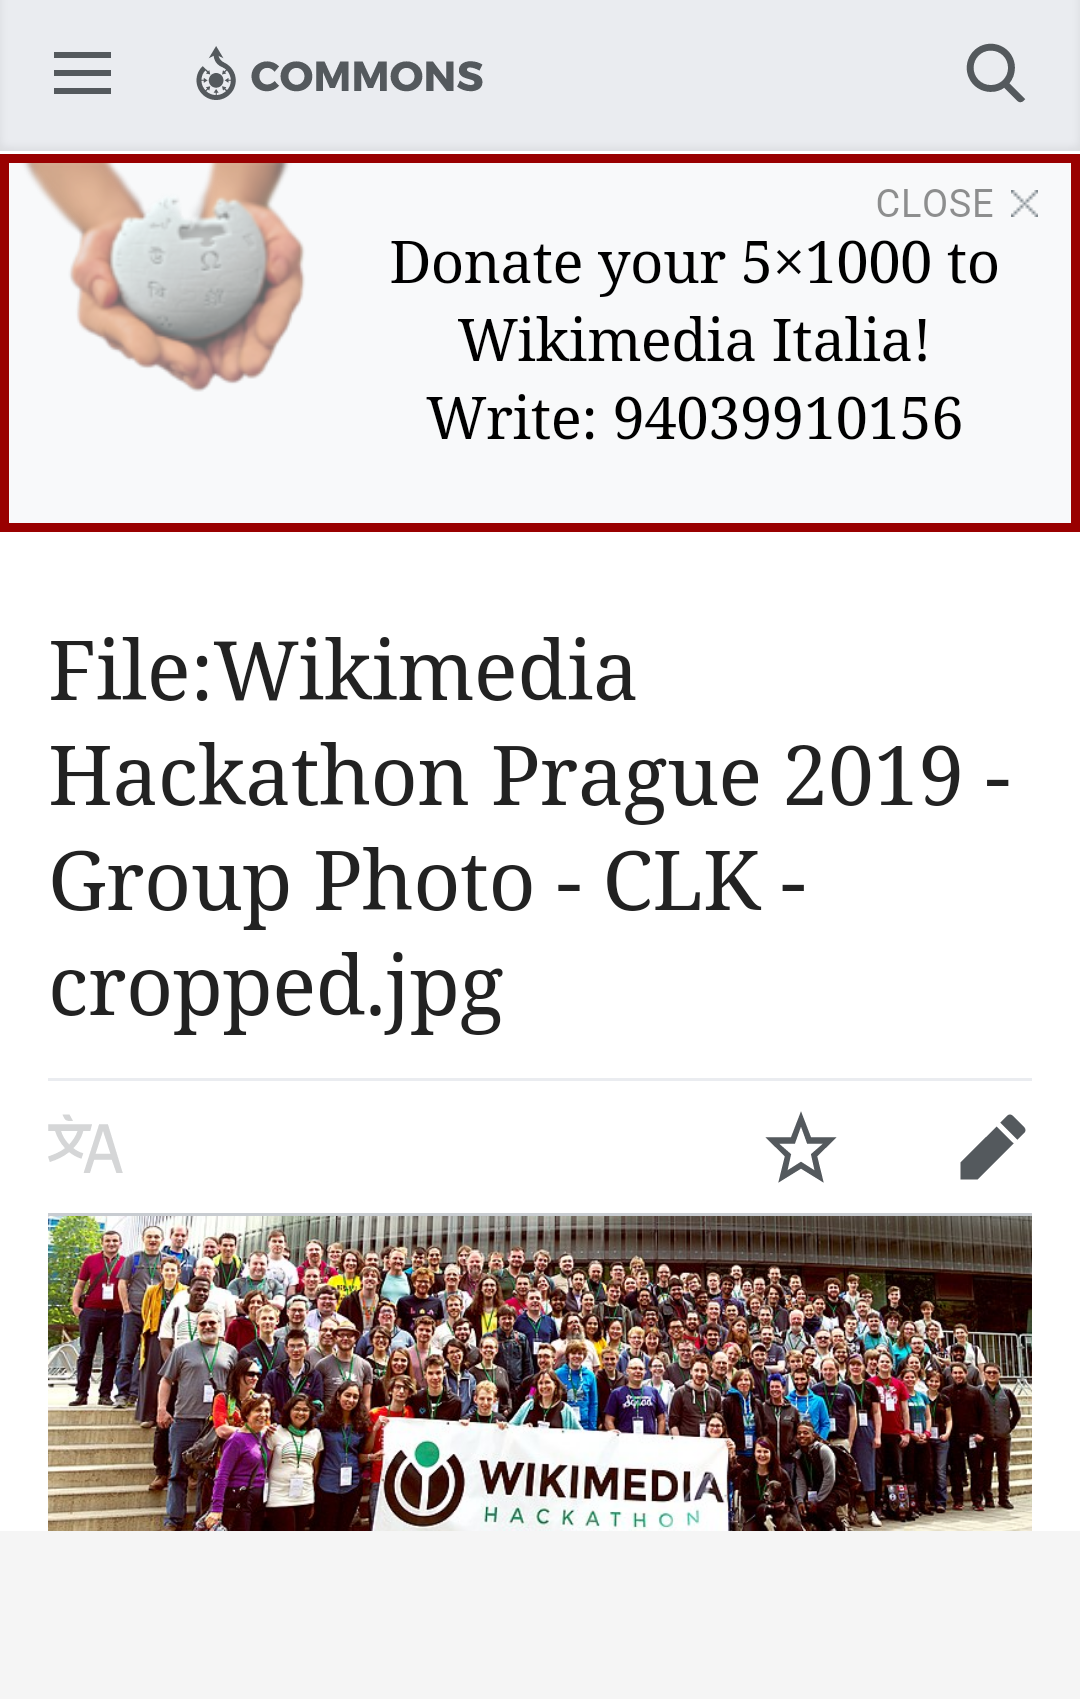 COMMONS
CLOSE
Donate your 5×1000 to
Wikimedia Italia!
Write: 94039910156
File:Wikimedia
Hackathon Prague 2019 -
Group Photo - CLK -
cropped.jpg
WIKIMEDIA
HACKATHON